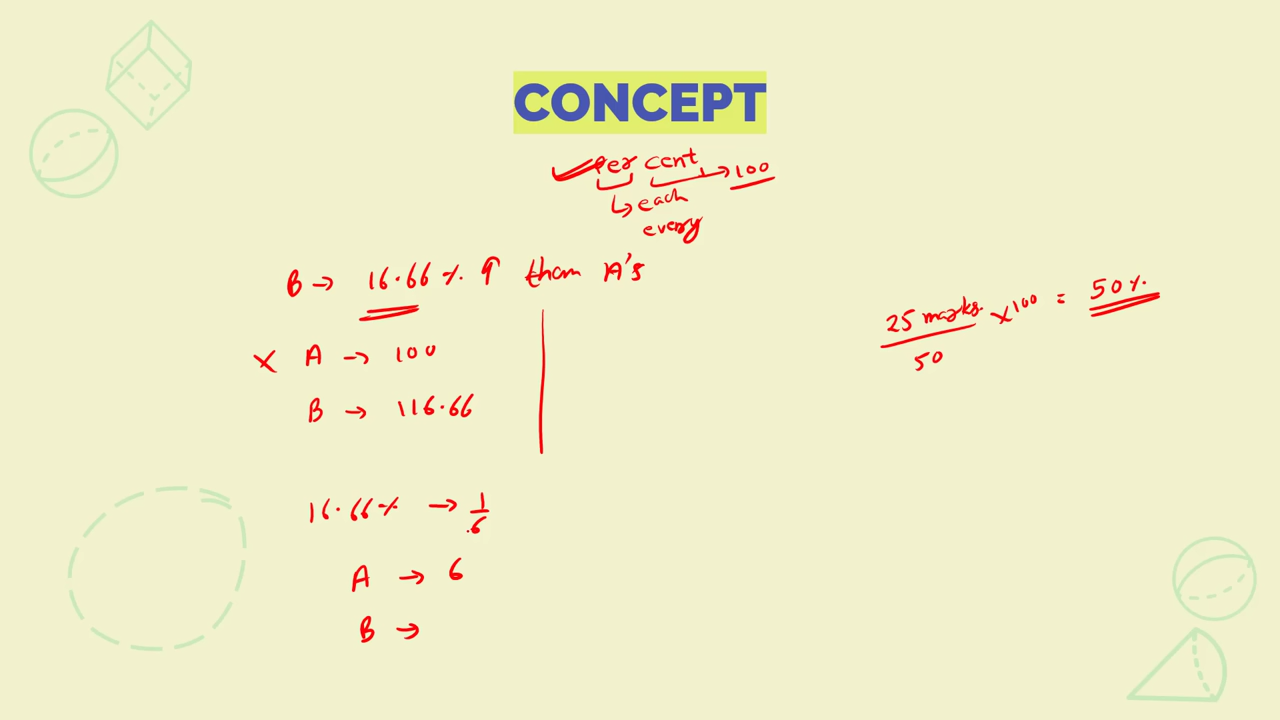 CONCEPT
Per cent → 100
↳ each
every
B → 16.66 %. ↑ than A's
25 marks. × 100 = 50 %.
50
× A → 100
B → 116.66
16.66 % → 1/6
A → 6
B →